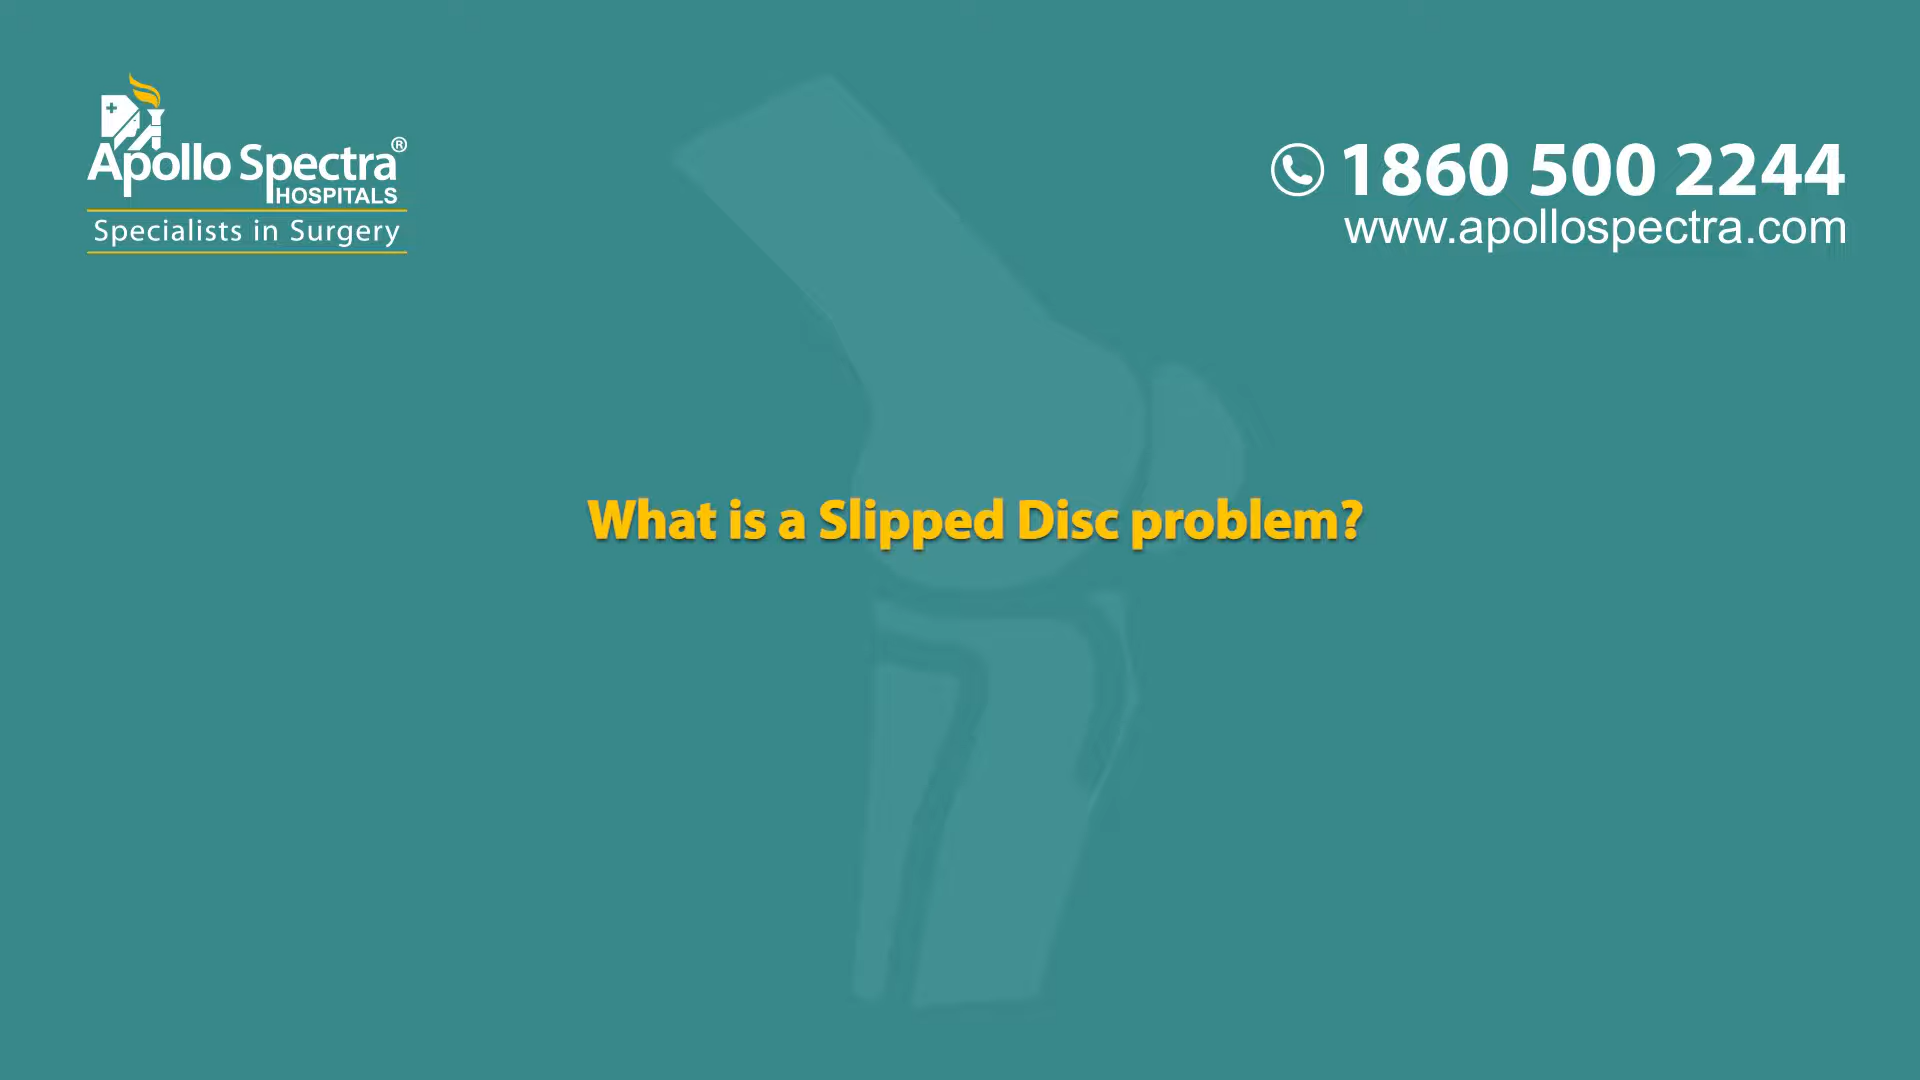 Apollo Spectra®
HOSPITALS
Specialists in Surgery
1860 500 2244
www.apollospectra.com
What is a Slipped Disc problem?